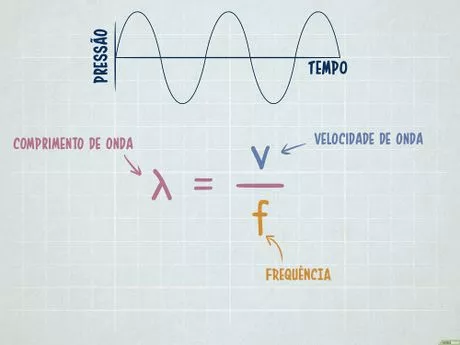 PRESSÃO
TEMPO
COMPRIMENTO DE ONDA
VELOCIDADE DE ONDA
λ = v / f
FREQUÊNCIA